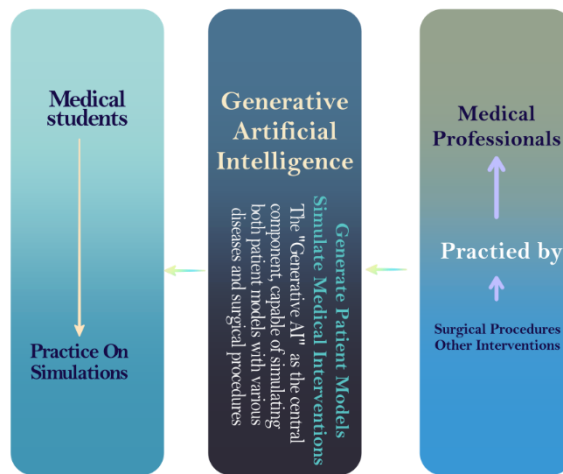 Medical
students
Practice On
Simulations
Generative
Artificial
Intelligence
Generate Patient Models
Simulate Medical Interventions
The "Generative AI" as the central
component, capable of simulating
both patient models with various
diseases and surgical procedures
Medical
Professionals
Practied by
Surgical Procedures
Other Interventions